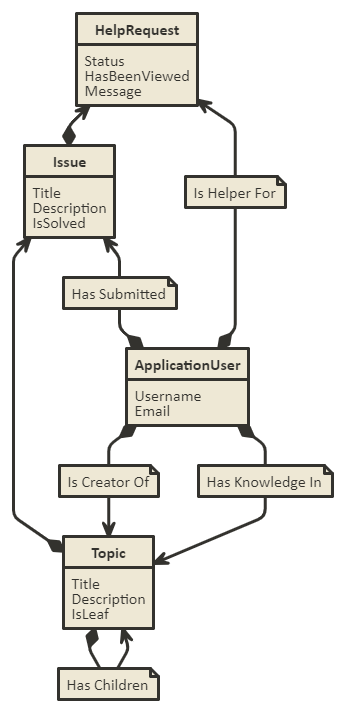 HelpRequest
Status
HasBeenViewed
Message
Issue
Title
Description
IsSolved
Is Helper For
Has Submitted
ApplicationUser
Username
Email
Is Creator Of
Has Knowledge In
Topic
Title
Description
IsLeaf
Has Children